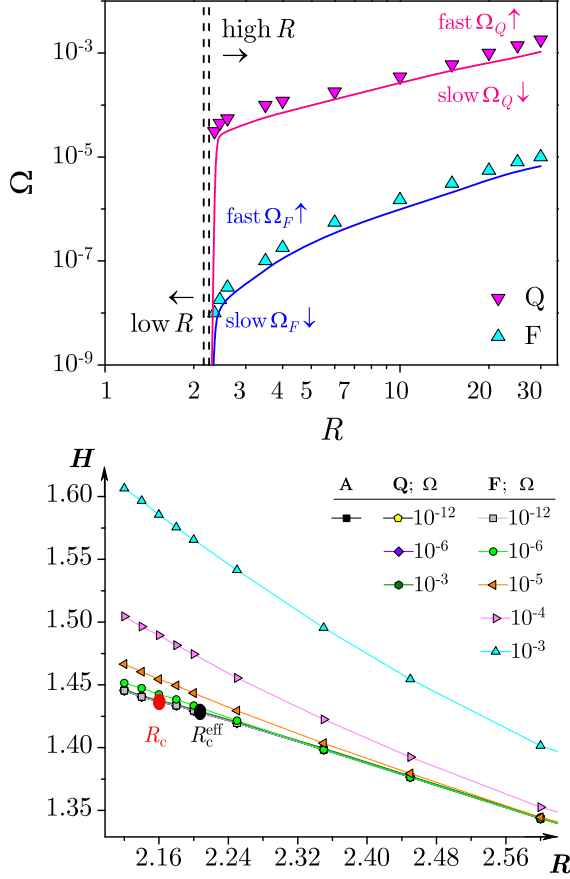 high R
→
fast Ω_Q ↑
slow Ω_Q ↓
fast Ω_F ↑
slow Ω_F ↓
←
low R
Q
F
Ω
10^-3
10^-5
10^-7
10^-9
1 2 3 4 5 7 10 20 30
R
H
A Q; Ω F; Ω
10^-12 10^-12
10^-6 10^-6
10^-3 10^-5
10^-4
10^-3
1.60
1.55
1.50
1.45
1.40
1.35
R_c R_c^eff
2.16 2.24 2.32 2.40 2.48 2.56
R